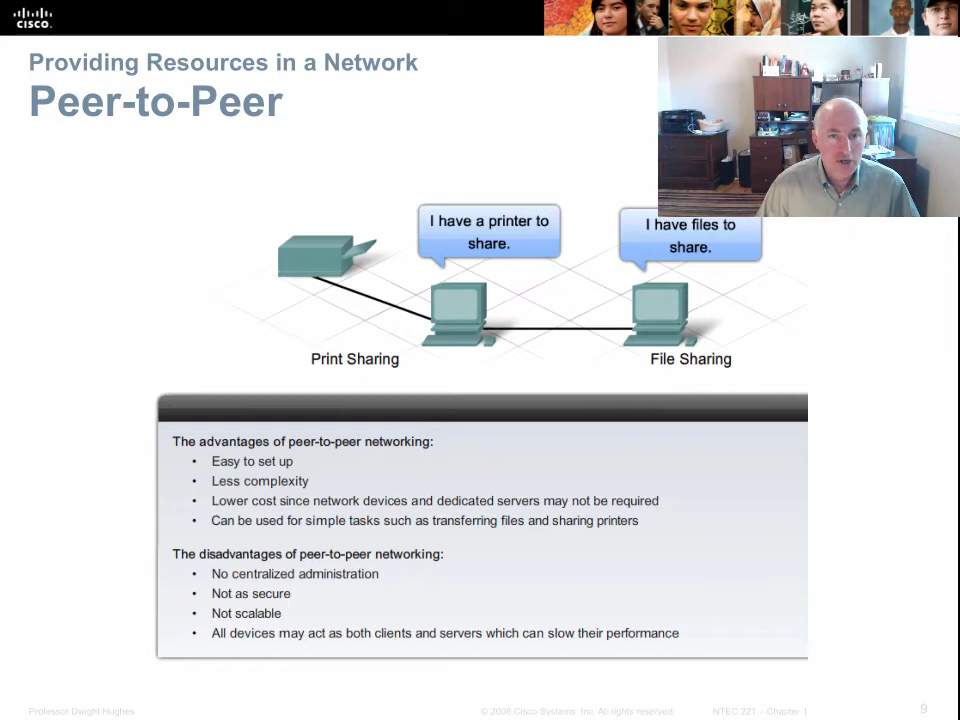 CISCO
Providing Resources in a Network
Peer-to-Peer
I have a printer to
share.
I have files to
share.
Print Sharing
File Sharing
The advantages of peer-to-peer networking:
• Easy to set up
• Less complexity
• Lower cost since network devices and dedicated servers may not be required
• Can be used for simple tasks such as transferring files and sharing printers
The disadvantages of peer-to-peer networking:
• No centralized administration
• Not as secure
• Not scalable
• All devices may act as both clients and servers which can slow their performance
Professor Dwight Hughes
© 2008 Cisco Systems, Inc. All rights reserved.
NTEC 221 – Chapter 1
9